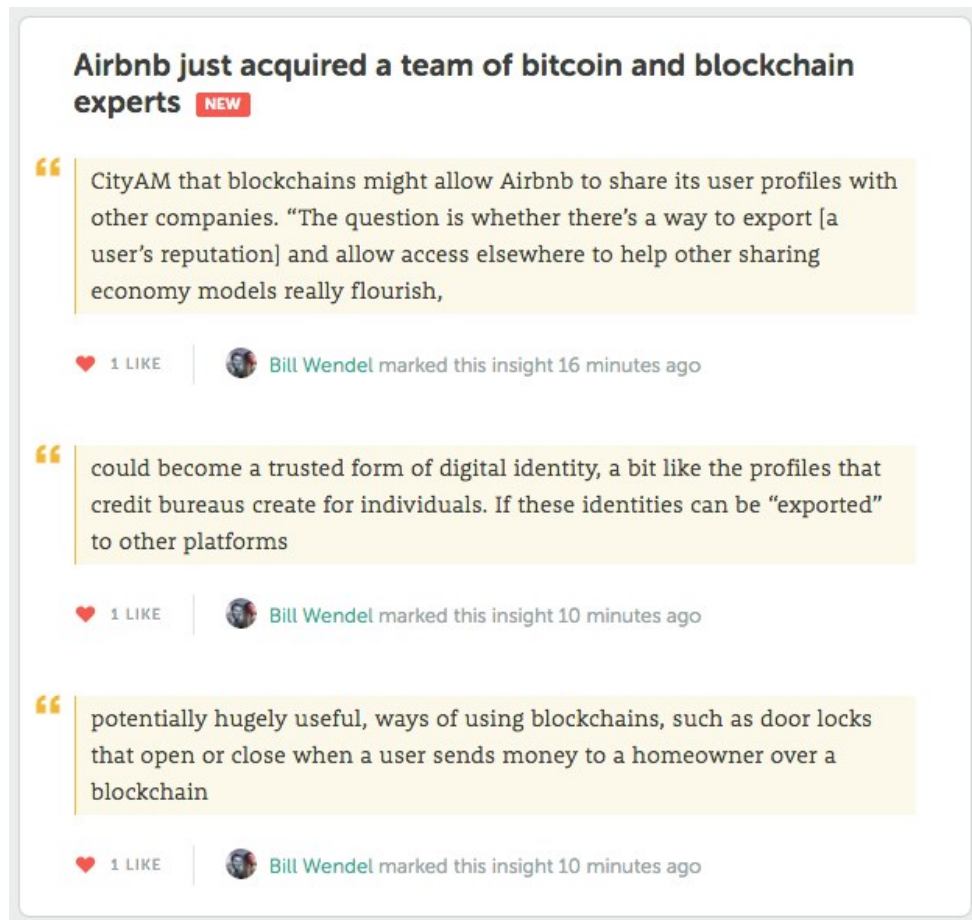 Airbnb just acquired a team of bitcoin and blockchain
experts NEW
“ CityAM that blockchains might allow Airbnb to share its user profiles with
other companies. “The question is whether there’s a way to export [a
user’s reputation] and allow access elsewhere to help other sharing
economy models really flourish,
1 LIKE Bill Wendel marked this insight 16 minutes ago
“ could become a trusted form of digital identity, a bit like the profiles that
credit bureaus create for individuals. If these identities can be “exported”
to other platforms
1 LIKE Bill Wendel marked this insight 10 minutes ago
“ potentially hugely useful, ways of using blockchains, such as door locks
that open or close when a user sends money to a homeowner over a
blockchain
1 LIKE Bill Wendel marked this insight 10 minutes ago